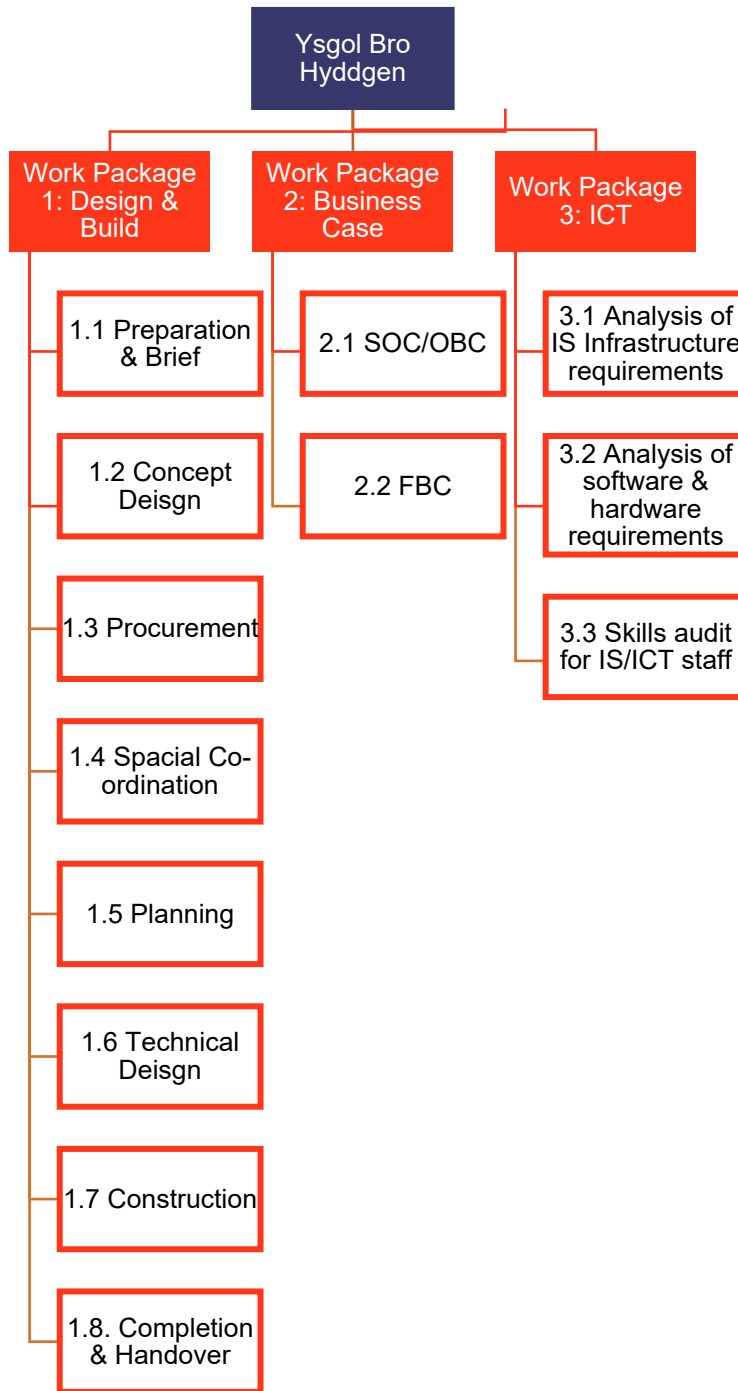 Ysgol Bro
Hyddgen
Work Package
1: Design &
Build
Work Package
2: Business
Case
Work Package
3: ICT
1.1 Preparation
& Brief
1.2 Concept
Deisgn
1.3 Procurement
1.4 Spacial Co-
ordination
1.5 Planning
1.6 Technical
Deisgn
1.7 Construction
1.8. Completion
& Handover
2.1 SOC/OBC
2.2 FBC
3.1 Analysis of
IS Infrastructure
requirements
3.2 Analysis of
software &
hardware
requirements
3.3 Skills audit
for IS/ICT staff